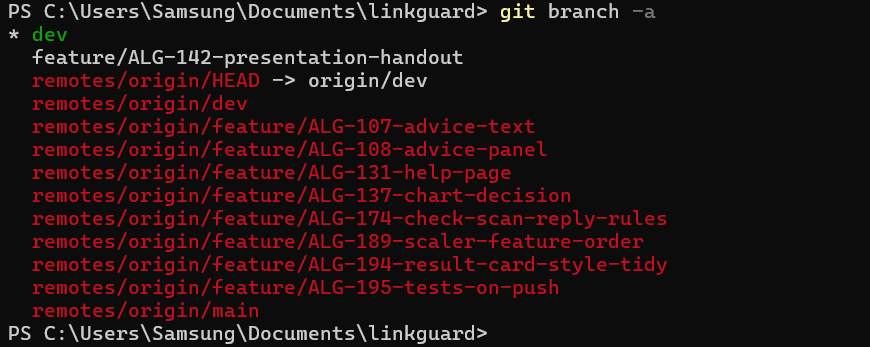 PS C:\Users\Samsung\Documents\linkguard> git branch -a
* dev
  feature/ALG-142-presentation-handout
  remotes/origin/HEAD -> origin/dev
  remotes/origin/dev
  remotes/origin/feature/ALG-107-advice-text
  remotes/origin/feature/ALG-108-advice-panel
  remotes/origin/feature/ALG-131-help-page
  remotes/origin/feature/ALG-137-chart-decision
  remotes/origin/feature/ALG-174-check-scan-reply-rules
  remotes/origin/feature/ALG-189-scaler-feature-order
  remotes/origin/feature/ALG-194-result-card-style-tidy
  remotes/origin/feature/ALG-195-tests-on-push
  remotes/origin/main
PS C:\Users\Samsung\Documents\linkguard>